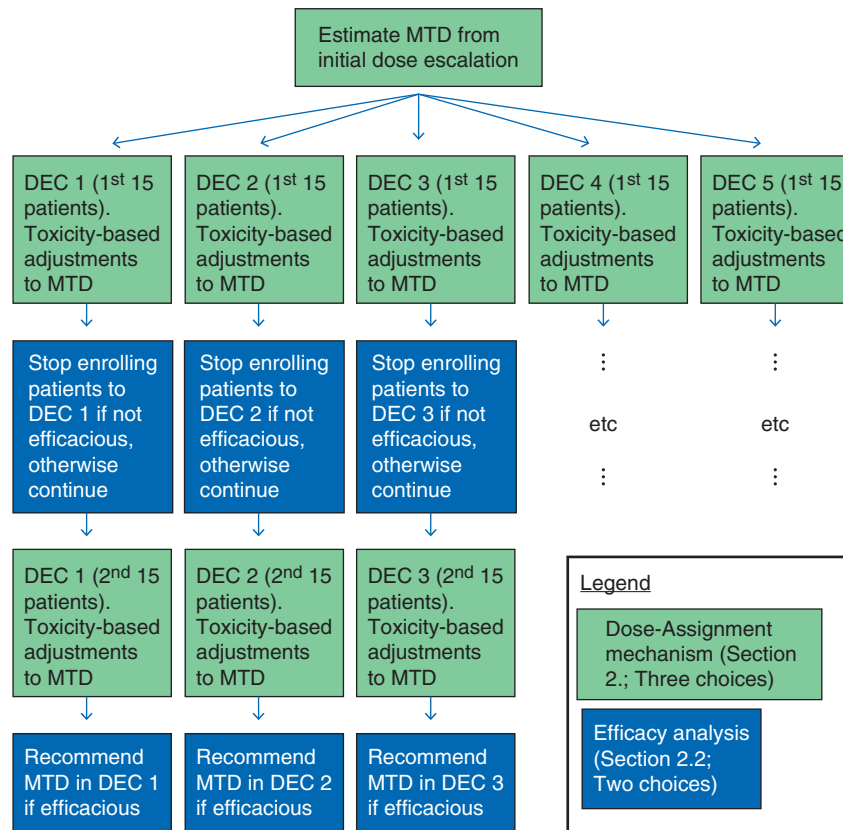 Estimate MTD from
initial dose escalation
DEC 1 (1st 15
patients).
Toxicity-based
adjustments
to MTD
DEC 2 (1st 15
patients).
Toxicity-based
adjustments
to MTD
DEC 3 (1st 15
patients).
Toxicity-based
adjustments
to MTD
DEC 4 (1st 15
patients).
Toxicity-based
adjustments
to MTD
DEC 5 (1st 15
patients).
Toxicity-based
adjustments
to MTD
Stop enrolling
patients to
DEC 1 if not
efficacious,
otherwise
continue
Stop enrolling
patients to
DEC 2 if not
efficacious,
otherwise
continue
Stop enrolling
patients to
DEC 3 if not
efficacious,
otherwise
continue
⋮
etc
⋮
⋮
etc
⋮
DEC 1 (2nd 15
patients).
Toxicity-based
adjustments
to MTD
DEC 2 (2nd 15
patients).
Toxicity-based
adjustments
to MTD
DEC 3 (2nd 15
patients).
Toxicity-based
adjustments
to MTD
Recommend
MTD in DEC 1
if efficacious
Recommend
MTD in DEC 2
if efficacious
Recommend
MTD in DEC 3
if efficacious
Legend
Dose-Assignment
mechanism (Section
2.; Three choices)
Efficacy analysis
(Section 2.2;
Two choices)